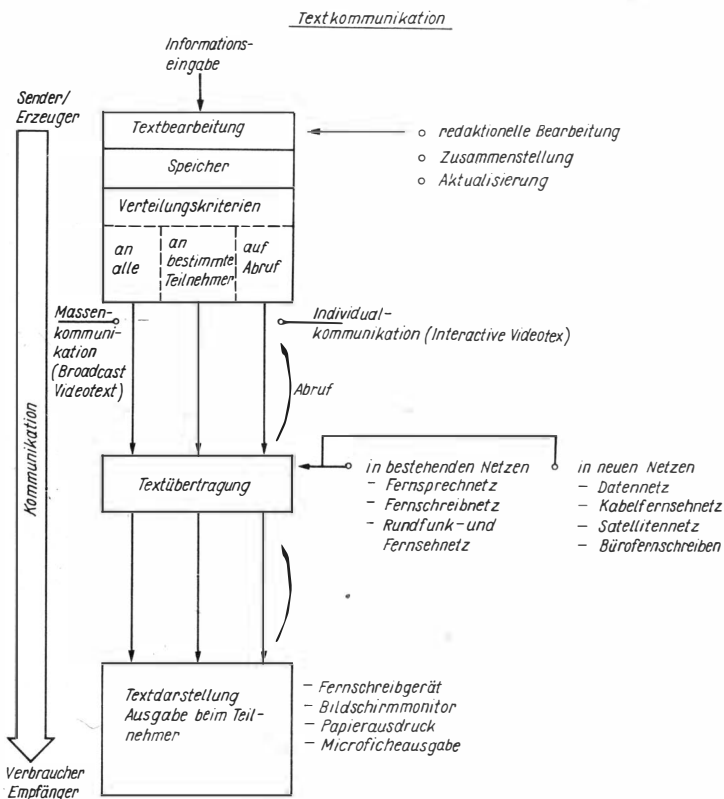 Textkommunikation
Informations-
eingabe
Sender/
Erzeuger
Textbearbeitung
redaktionelle Bearbeitung
Zusammenstellung
Aktualisierung
Speicher
Verteilungskriterien
an
alle
an
bestimmte
Teilnehmer
auf
Abruf
Massen-
kommuni-
kation
(Broadcast
Videotext)
Individual-
kommunikation (Interactive Videotex)
Abruf
Kommunikation
Textübertragung
in bestehenden Netzen
- Fernsprechnetz
- Fernschreibnetz
- Rundfunk- und
Fernsehnetz
in neuen Netzen
- Datennetz
- Kabelfernsehnetz
- Satellitennetz
- Bürofernschreiben
Textdarstellung
Ausgabe beim Teil-
nehmer
- Fernschreibgerät
- Bildschirmmonitor
- Papierausdruck
- Microficheausgabe
Verbraucher
Empfänger